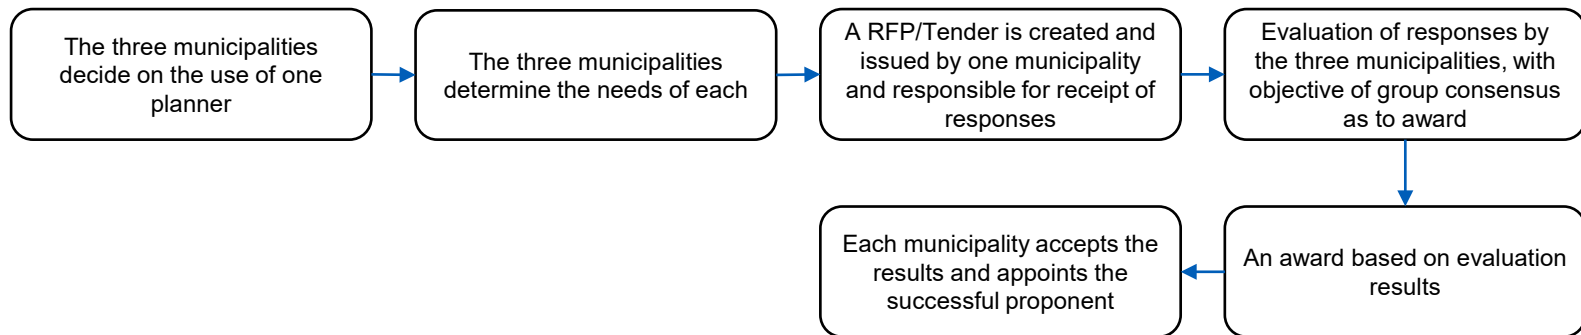 The three municipalities
decide on the use of one
planner
The three municipalities
determine the needs of each
A RFP/Tender is created and
issued by one municipality
and responsible for receipt of
responses
Evaluation of responses by
the three municipalities, with
objective of group consensus
as to award
An award based on evaluation
results
Each municipality accepts the
results and appoints the
successful proponent